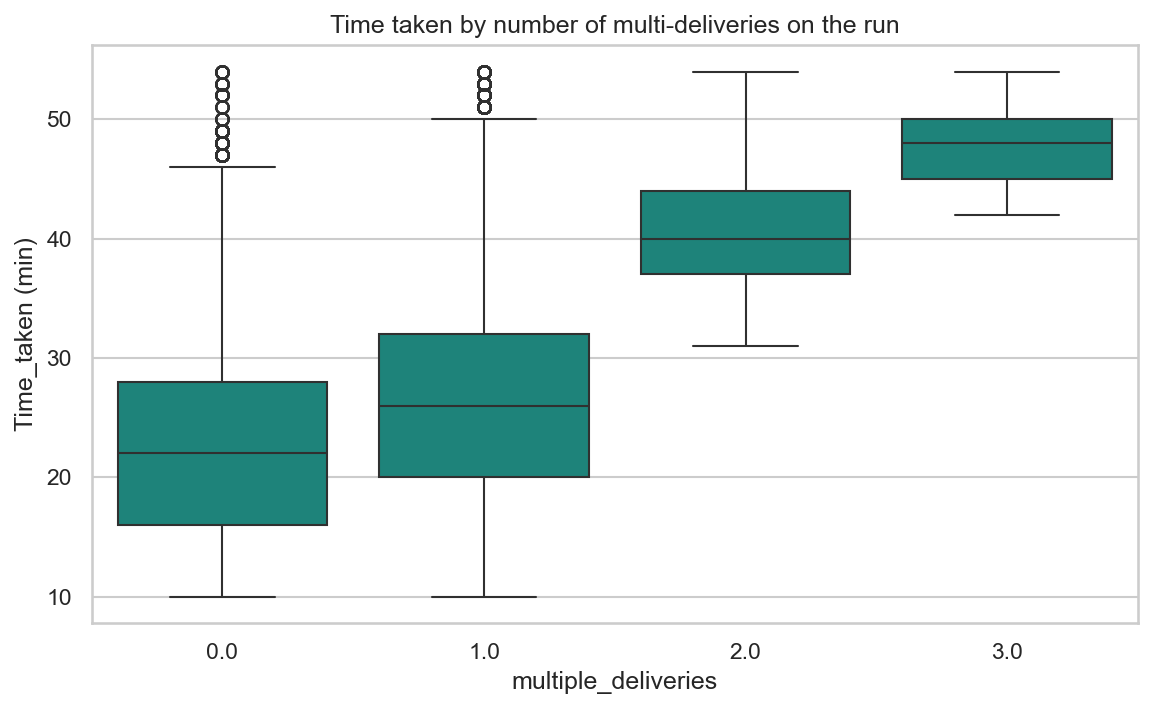 Time taken by number of multi-deliveries on the run
Time_taken (min)
50
40
30
20
10
0.0 1.0 2.0 3.0
multiple_deliveries